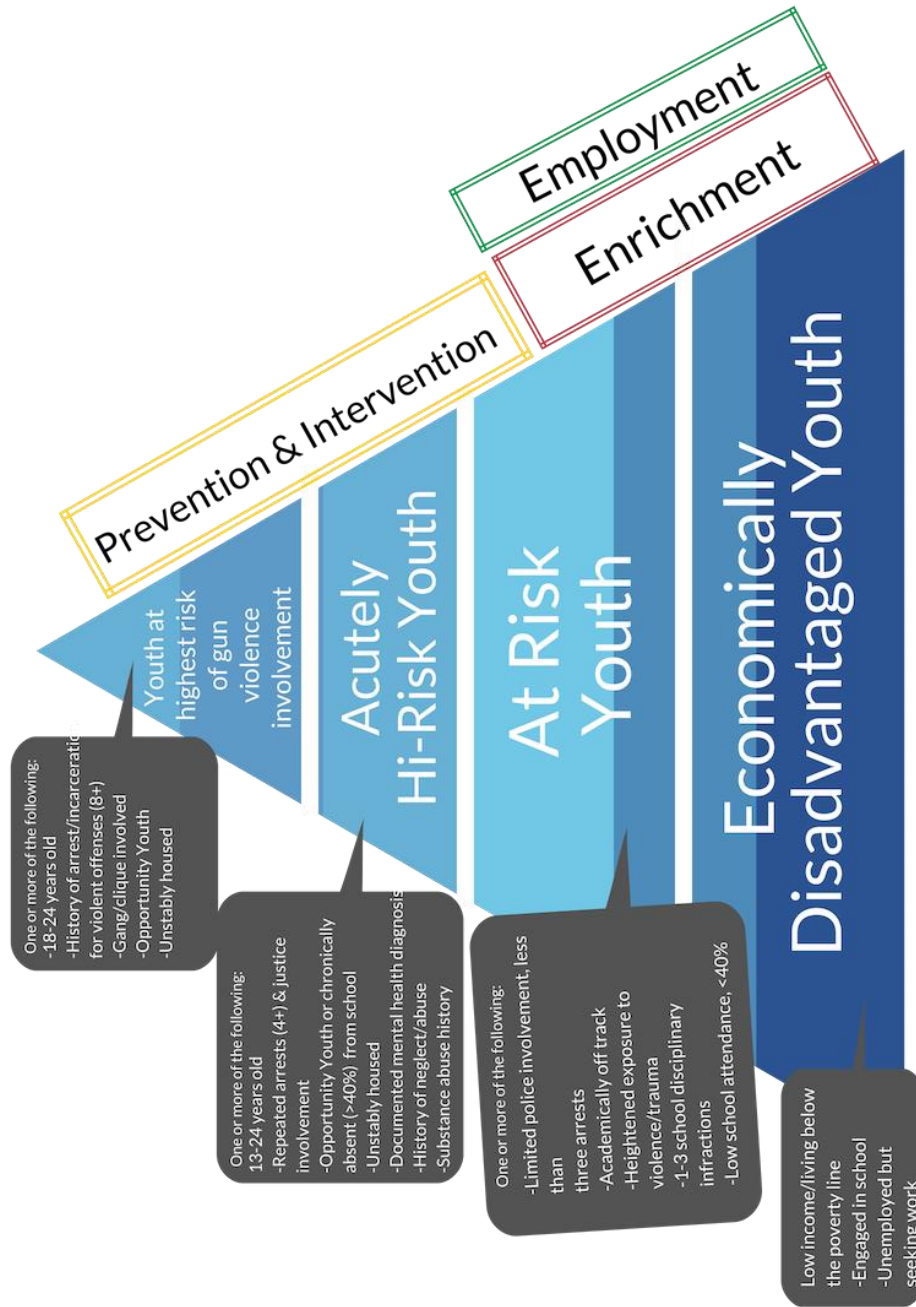 One or more of the following:
-18-24 years old
-History of arrest/incarceratio
for violent offenses (8+)
-Gang/clique involved
-Opportunity Youth
-Unstably housed
Youth at
highest risk
of gun
violence
involvement
Prevention & Intervention
One or more of the following:
13-24 years old
-Repeated arrests (4+) & justice
involvement
-Opportunity Youth or chronically
absent (>40%) from school
-Unstably housed
-Documented mental health diagnosis
-History of neglect/abuse
-Substance abuse history
Acutely
Hi-Risk Youth
One or more of the following:
-Limited police involvement, less
than
three arrests
-Academically off track
-Heightened exposure to
violence/trauma
-1-3 school disciplinary
infractions
-Low school attendance, <40%
At Risk
Youth
Enrichment
Employment
Low income/living below
the poverty line
-Engaged in school
-Unemployed but
seeking work
Economically
Disadvantaged Youth